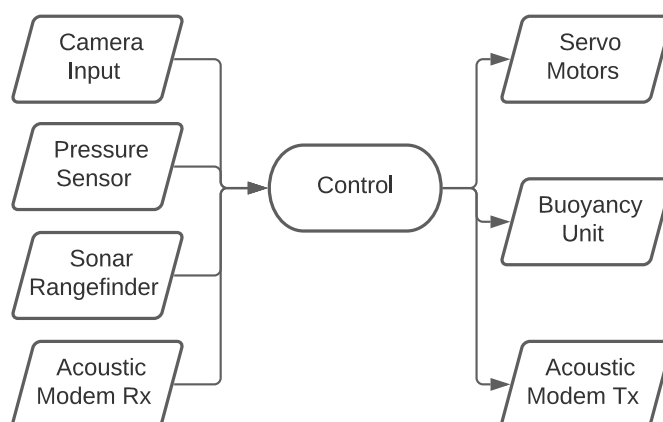 Camera
Input
Pressure
Sensor
Sonar
Rangefinder
Acoustic
Modem Rx
Control
Servo
Motors
Buoyancy
Unit
Acoustic
Modem Tx